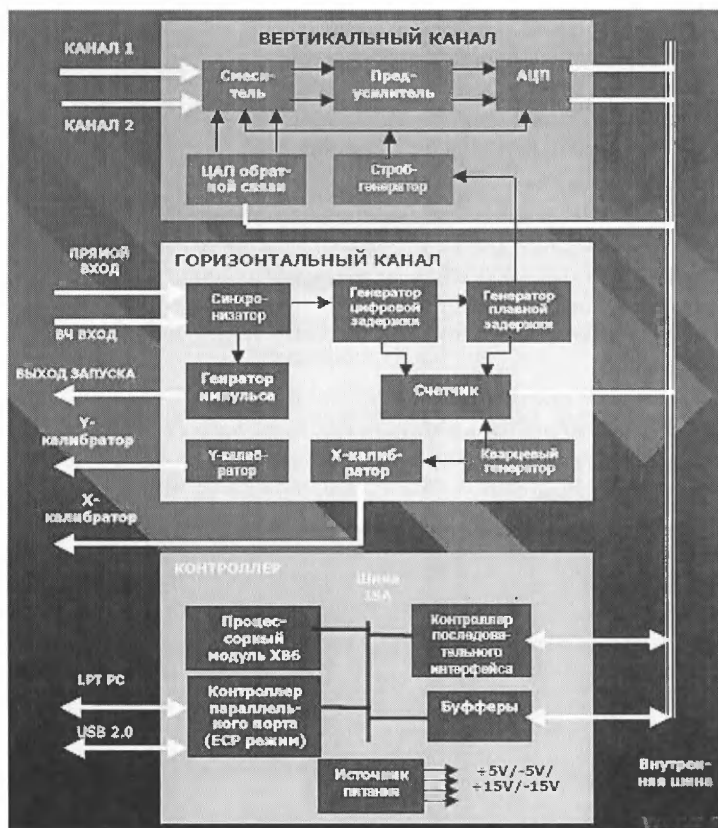 ВЕРТИКАЛЬНЫЙ КАНАЛ
КАНАЛ 1
КАНАЛ 2
Смеси-
тель
Пред-
усилитель
АЦП
ЦАП обрат-
ной связи
Строб-
генератор
ГОРИЗОНТАЛЬНЫЙ КАНАЛ
ПРЯМОЙ
ВХОД
ВЧ ВХОД
Синхро-
низатор
Генератор
цифровой
задержки
Генератор
плавной
задержки
ВЫХОД ЗАПУСКА
Генратор
импульса
Счетчик
Y-
калибратор
Y-калиб-
ратор
X-калиб-
ратор
Кварцевый
генератор
X-
калибратор
КОНТРОЛЛЕР
Шина
ISA
Процес-
сорный
модуль X86
Контроллер
последова-
тельного
интерфейса
LPT PC
USB 2.0
Контроллер
параллель-
ного порта
(ECP режим)
Буфферы
Источник
питания
+5V/-5V/
+15V/-15V
Внутрен-
няя шина